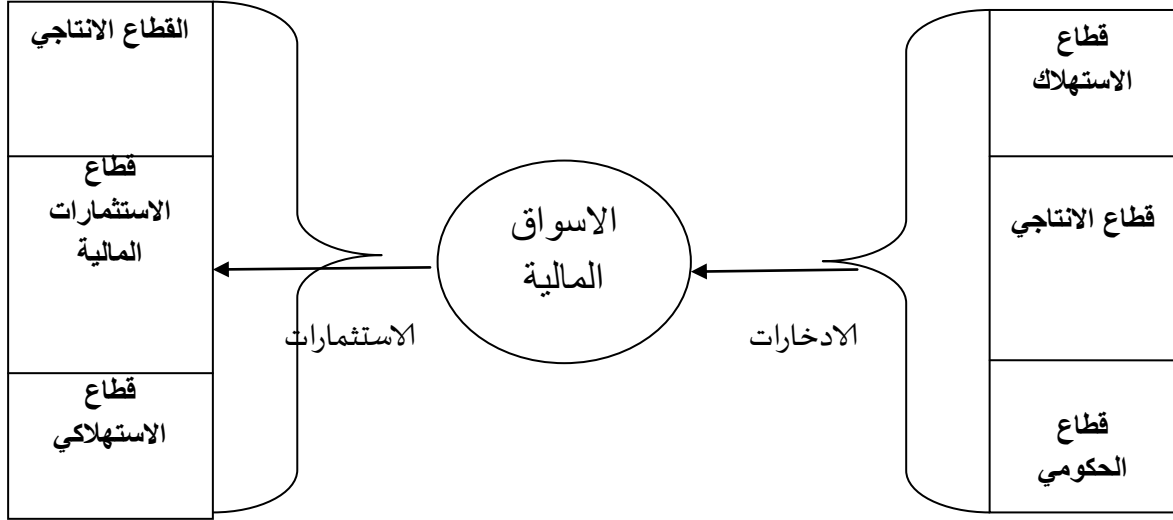 قطاع
الاستهلاك
قطاع الانتاجي
قطاع
الحكومي
الادخارات
الاسواق
المالية
الاستثمارات
القطاع الانتاجي
قطاع
الاستثمارات
المالية
قطاع
الاستهلاكي